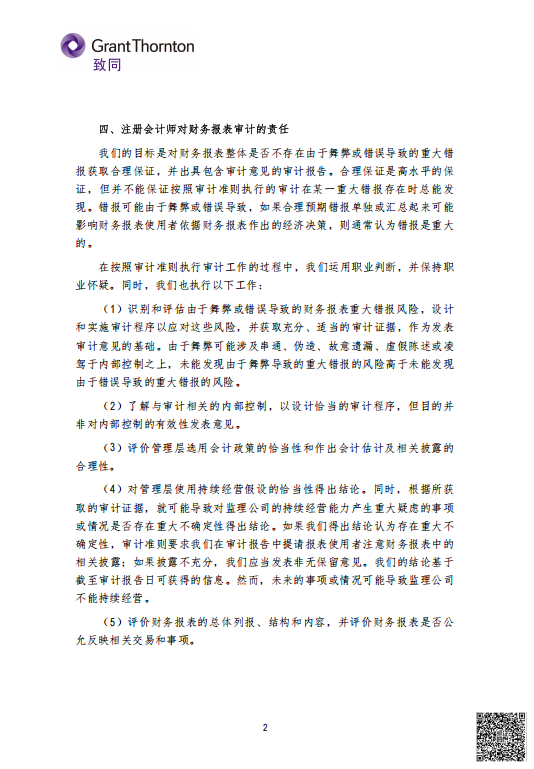 GrantThornton
致同
四、注册会计师对财务报表审计的责任
我们的目标是对财务报表整体是否不存在由于舞弊或错误导致的重大错
报获取合理保证，并出具包含审计意见的审计报告。合理保证是高水平的保
证，但并不能保证按照审计准则执行的审计在某一重大错报存在时总能发
现。错报可能由于舞弊或错误导致，如果合理预期错报单独或汇总起来可能
影响财务报表使用者依据财务报表作出的经济决策，则通常认为错报是重大
的。
在按照审计准则执行审计工作的过程中，我们运用职业判断，并保持职
业怀疑。同时，我们也执行以下工作：
（1）识别和评估由于舞弊或错误导致的财务报表重大错报风险，设计
和实施审计程序以应对这些风险，并获取充分、适当的审计证据，作为发表
审计意见的基础。由于舞弊可能涉及串通、伪造、故意遗漏、虚假陈述或凌
驾于内部控制之上，未能发现由于舞弊导致的重大错报的风险高于未能发现
由于错误导致的重大错报的风险。
（2）了解与审计相关的内部控制，以设计恰当的审计程序，但目的并
非对内部控制的有效性发表意见。
（3）评价管理层选用会计政策的恰当性和作出会计估计及相关披露的
合理性。
（4）对管理层使用持续经营假设的恰当性得出结论。同时，根据所获
取的审计证据，就可能导致对监理公司的持续经营能力产生重大疑虑的事项
或情况是否存在重大不确定性得出结论。如果我们得出结论认为存在重大不
确定性，审计准则要求我们在审计报告中提请报表使用者注意财务报表中的
相关披露；如果披露不充分，我们应当发表非无保留意见。我们的结论基于
截至审计报告日可获得的信息。然而，未来的事项或情况可能导致监理公司
不能持续经营。
（5）评价财务报表的总体列报、结构和内容，并评价财务报表是否公
允反映相关交易和事项。
2